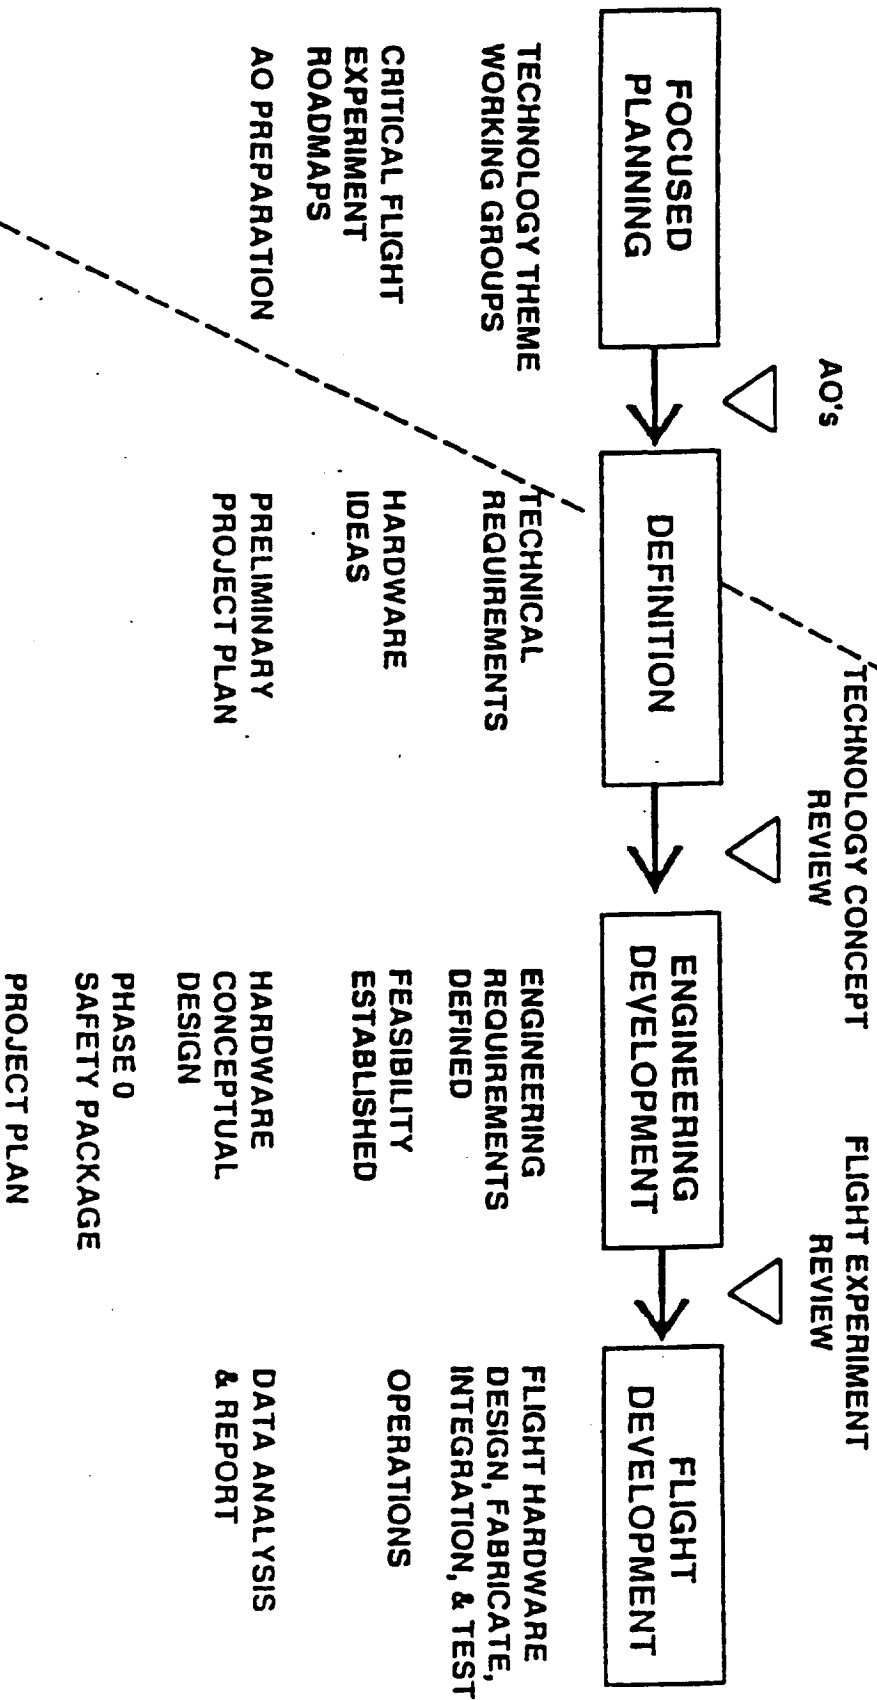 AO's
TECHNOLOGY CONCEPT
REVIEW
FLIGHT EXPERIMENT
REVIEW
FOCUSED
PLANNING
DEFINITION
ENGINEERING
DEVELOPMENT
FLIGHT
DEVELOPMENT
TECHNOLOGY THEME
WORKING GROUPS
CRITICAL FLIGHT
EXPERIMENT
ROADMAPS
AO PREPARATION
TECHNICAL
REQUIREMENTS
HARDWARE
IDEAS
PRELIMINARY
PROJECT PLAN
ENGINEERING
REQUIREMENTS
DEFINED
FEASIBILITY
ESTABLISHED
HARDWARE
CONCEPTUAL
DESIGN
PHASE 0
SAFETY PACKAGE
PROJECT PLAN
FLIGHT HARDWARE
DESIGN, FABRICATE,
INTEGRATION, & TEST
OPERATIONS
DATA ANALYSIS
& REPORT